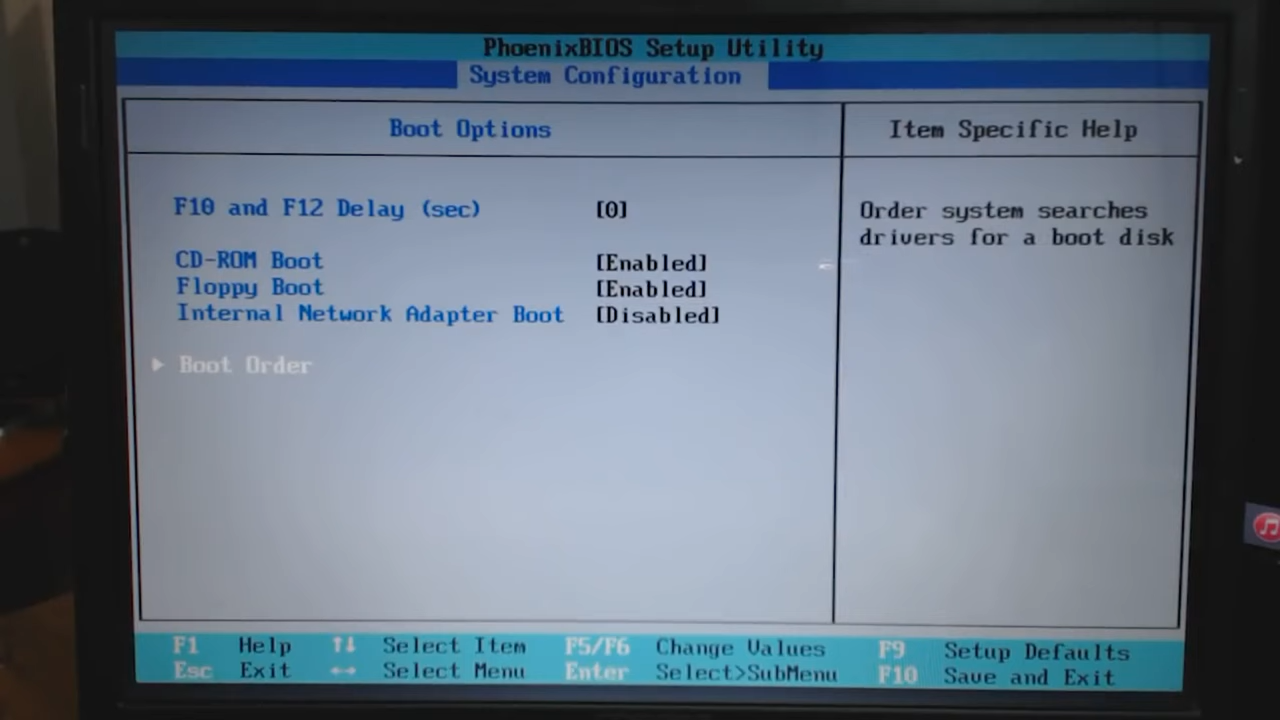 PhoenixBIOS Setup Utility
System Configuration
Boot Options
Item Specific Help
F10 and F12 Delay (sec) [0]
CD-ROM Boot [Enabled]
Floppy Boot [Enabled]
Internal Network Adapter Boot [Disabled]
Boot Order
Order system searches
drivers for a boot disk
F1 Help ↑↓ Select Item F5/F6 Change Values F9 Setup Defaults
Esc Exit ↔ Select Menu Enter Select>SubMenu F10 Save and Exit